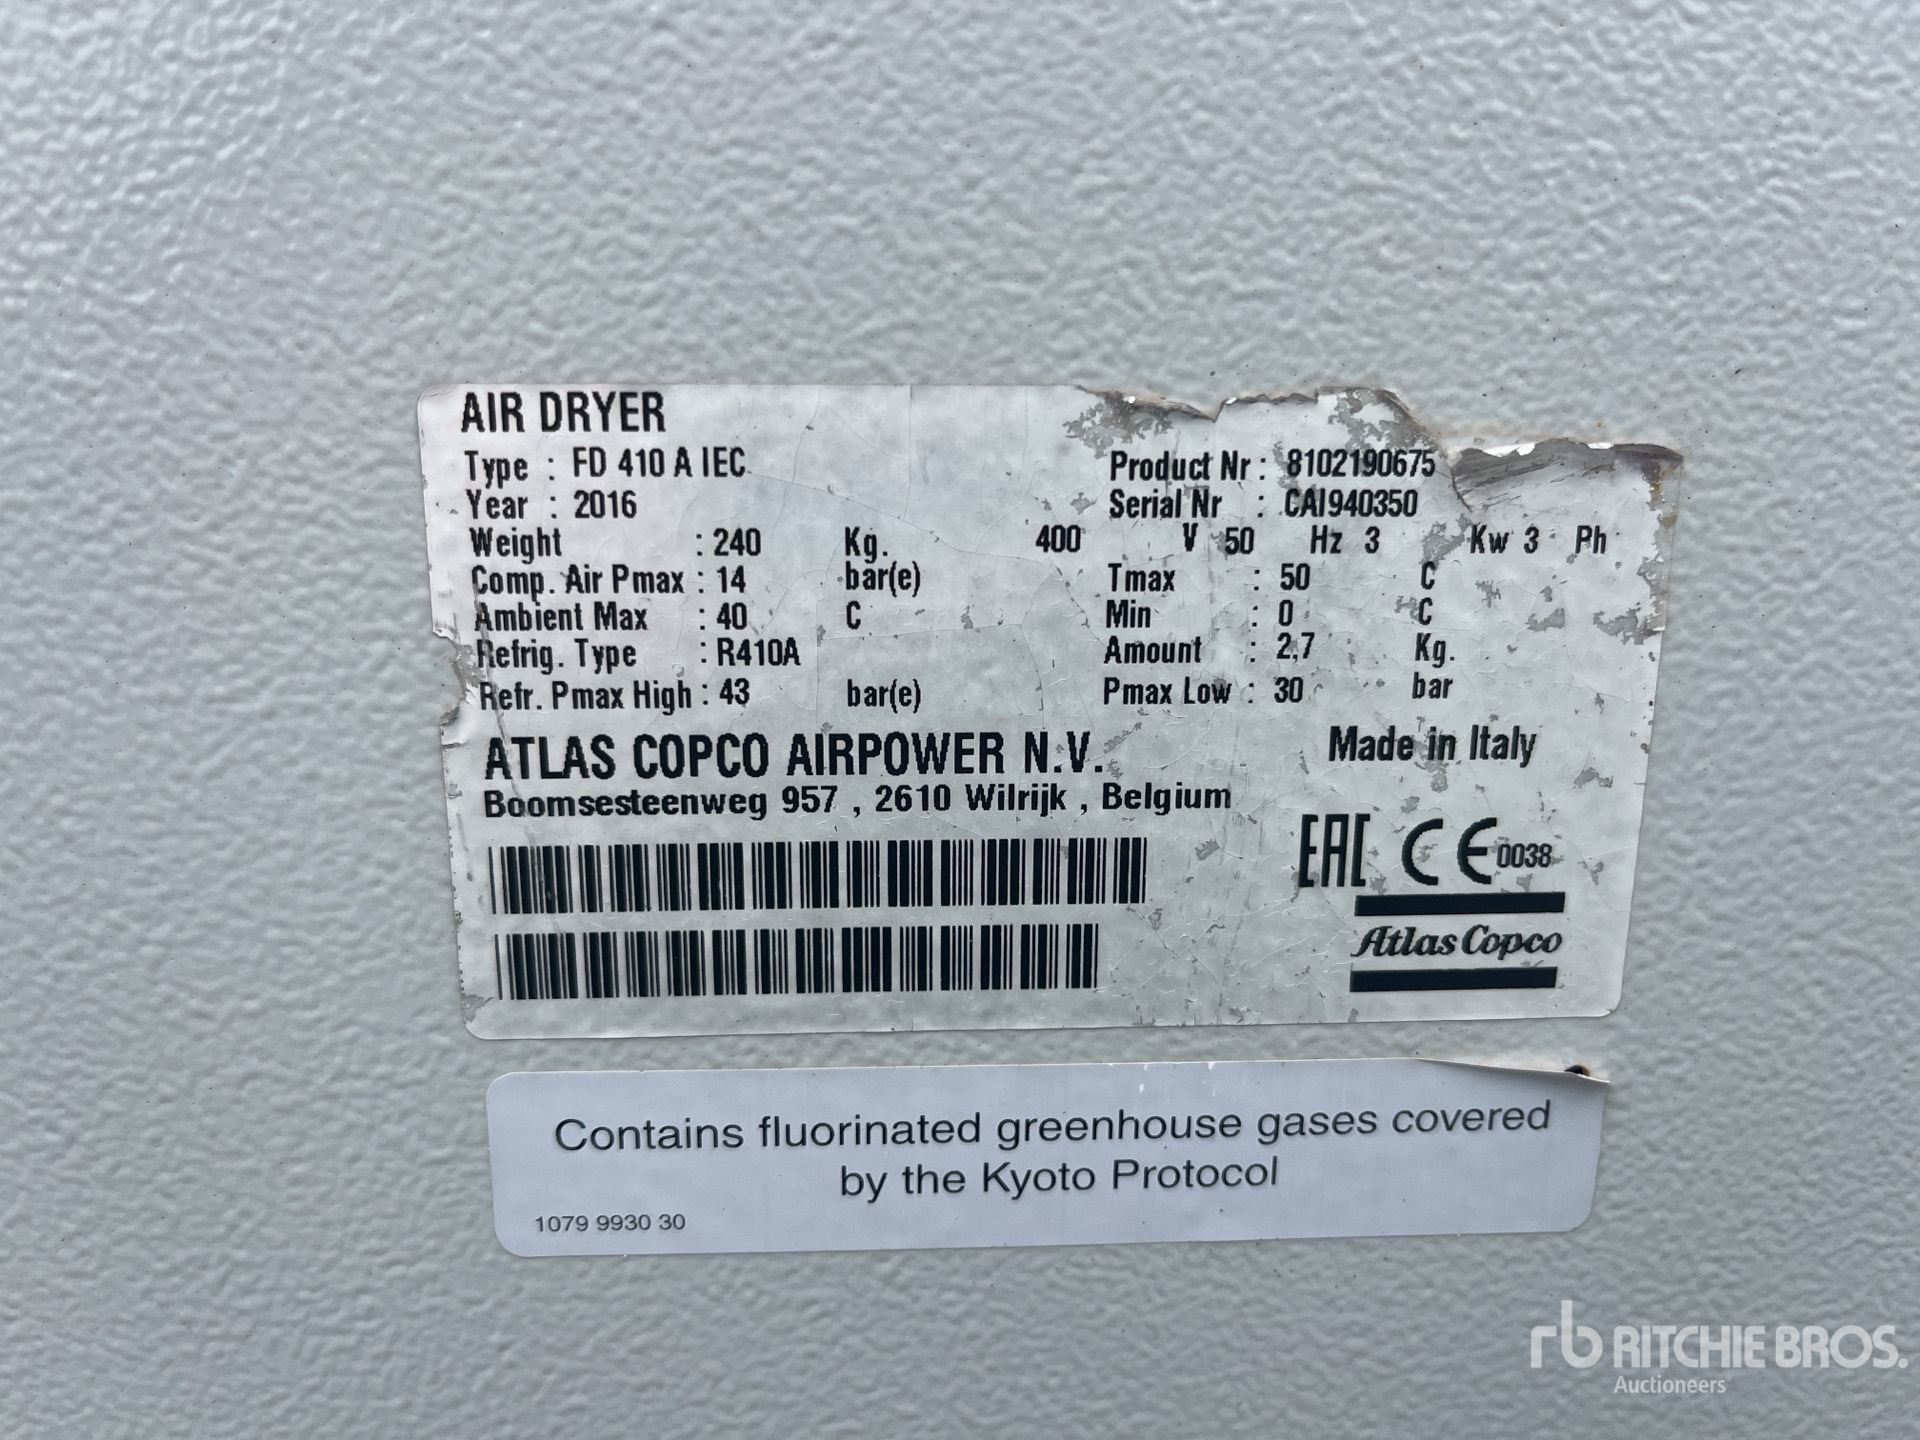 AIR DRYER
Type : FD 410 A IEC Product Nr : 8102190675
Year : 2016 Serial Nr : CAI940350
Weight : 240 Kg. 400 V 50 Hz 3 Kw 3 Ph
Comp. Air Pmax : 14 bar(e) Tmax : 50 C
Ambient Max : 40 C Min : 0 C
Refrig. Type : R410A Amount : 2,7 Kg.
Refr. Pmax High : 43 bar(e) Pmax Low : 30 bar
ATLAS COPCO AIRPOWER N.V. Made in Italy
Boomsesteenweg 957 , 2610 Wilrijk , Belgium
EAC CE 0038
Atlas Copco
Contains fluorinated greenhouse gases covered
by the Kyoto Protocol
1079 9930 30
rb RITCHIE BROS.
Auctioneers